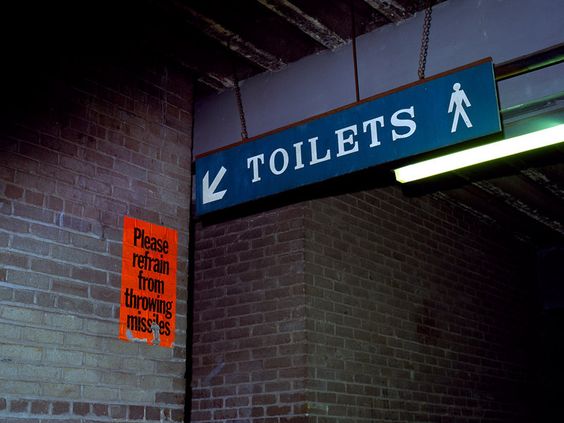 TOILETS
Please
refrain
from
throwing
missiles